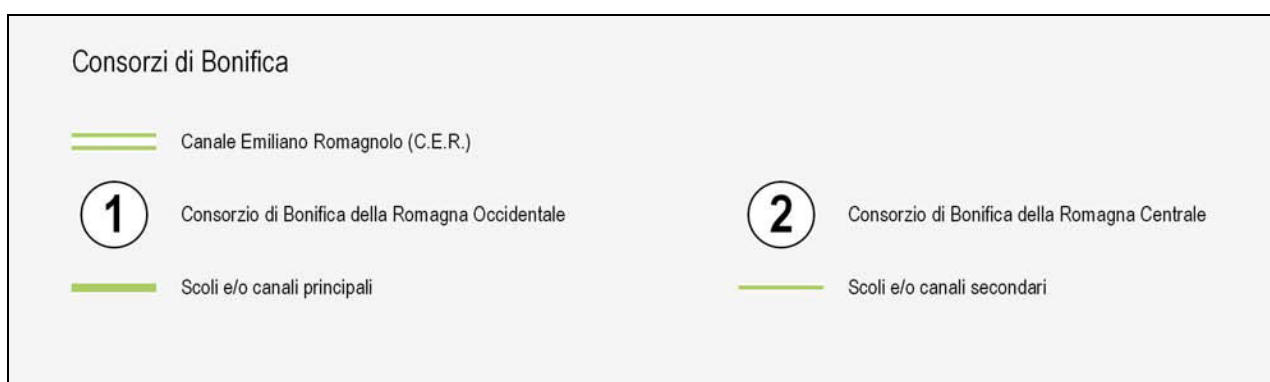 Consorzi di Bonifica
Canale Emiliano Romagnolo (C.E.R.)
1 Consorzio di Bonifica della Romagna Occidentale
2 Consorzio di Bonifica della Romagna Centrale
Scoli e/o canali principali
Scoli e/o canali secondari